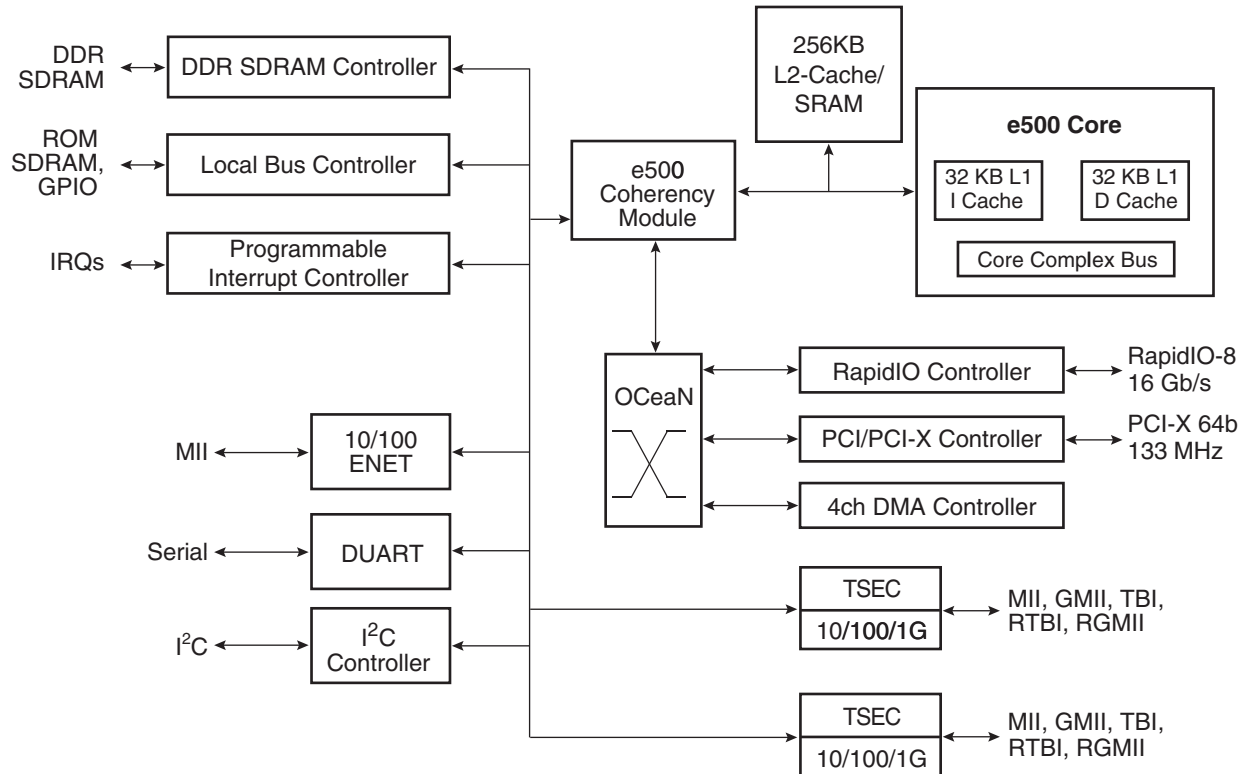 DDR
SDRAM
DDR SDRAM Controller
256KB
L2-Cache/
SRAM
e500 Core
32 KB L1
I Cache
32 KB L1
D Cache
Core Complex Bus
ROM
SDRAM,
GPIO
Local Bus Controller
e500
Coherency
Module
IRQs
Programmable
Interrupt Controller
OCeaN
RapidIO Controller
RapidIO-8
16 Gb/s
PCI/PCI-X Controller
PCI-X 64b
133 MHz
4ch DMA Controller
MII
10/100
ENET
Serial
DUART
I²C
I²C
Controller
TSEC
10/100/1G
MII, GMII, TBI,
RTBI, RGMII
TSEC
10/100/1G
MII, GMII, TBI,
RTBI, RGMII